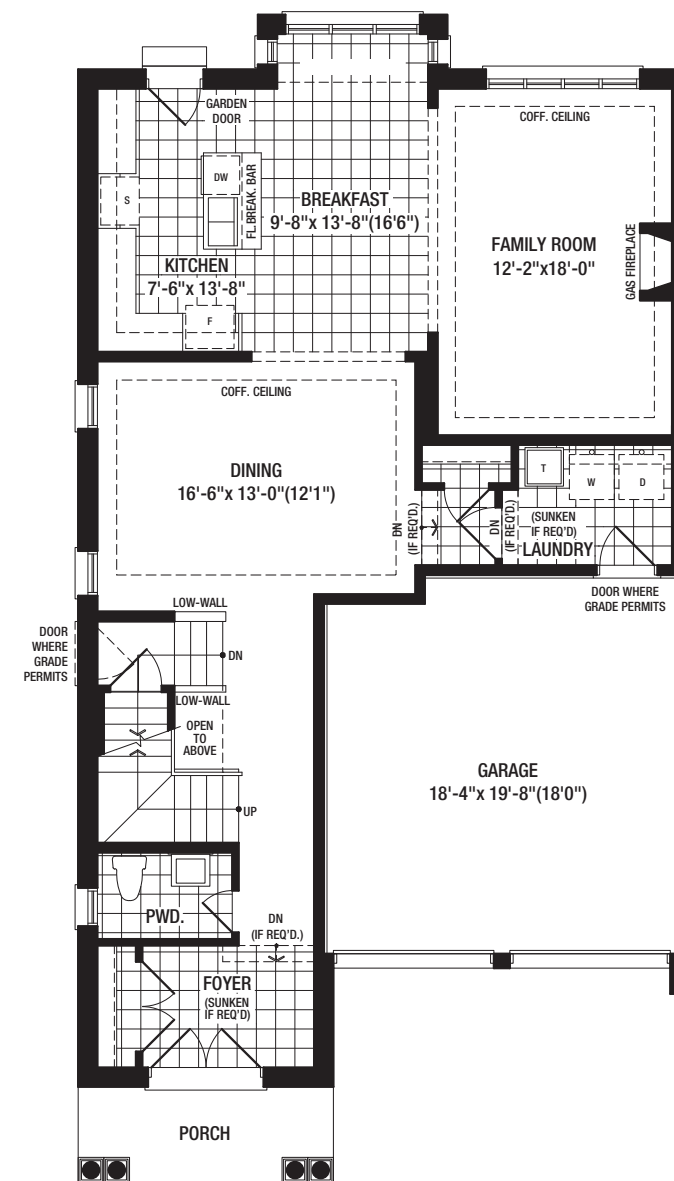 GARDEN
DOOR
COFF. CEILING
DW
FL. BREAK. BAR
S
BREAKFAST
9'-8"x 13'-8"(16'6")
FAMILY ROOM
12'-2"x18'-0"
GAS FIREPLACE
KITCHEN
7'-6"x 13'-8"
F
COFF. CEILING
DINING
16'-6"x 13'-0"(12'1")
T
W
D
DN
(IF REQ'D.)
DN
(IF REQ'D.)
(SUNKEN
IF REQ'D)
LAUNDRY
DOOR WHERE
GRADE PERMITS
LOW-WALL
DOOR
WHERE
GRADE
PERMITS
DN
LOW-WALL
OPEN
TO
ABOVE
UP
GARAGE
18'-4"x 19'-8"(18'0")
PWD.
DN
(IF REQ'D.)
FOYER
(SUNKEN
IF REQ'D)
PORCH